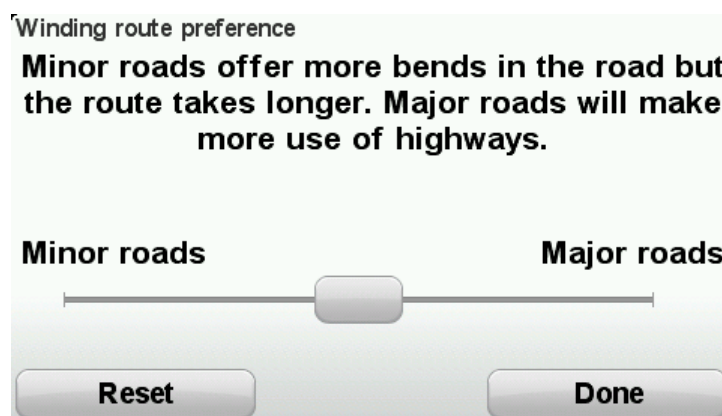 Winding route preference
Minor roads offer more bends in the road but
the route takes longer. Major roads will make
more use of highways.
Minor roads
Major roads
Reset
Done